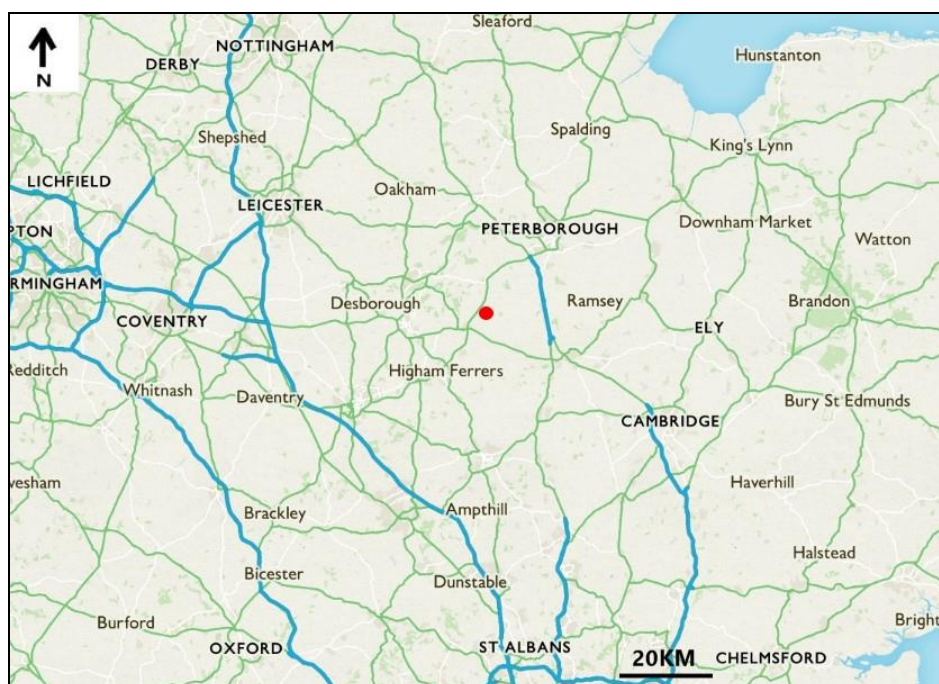 Sleaford
NOTTINGHAM
DERBY
Hunstanton
N
Shepshed
Spalding
King's Lynn
LICHFIELD
Oakham
LEICESTER
PETERBOROUGH
Downham Market
PTON
Watton
RMINGHAM
Desborough
Ramsey
Brandon
COVENTRY
ELY
Redditch
Higham Ferrers
Whitnash
Daventry
Bury St Edmunds
CAMBRIDGE
vesham
Haverhill
Brackley
Ampthill
Halstead
Bicester
Dunstable
Burford
Bright
OXFORD
ST ALBANS
20KM
CHELMSFORD